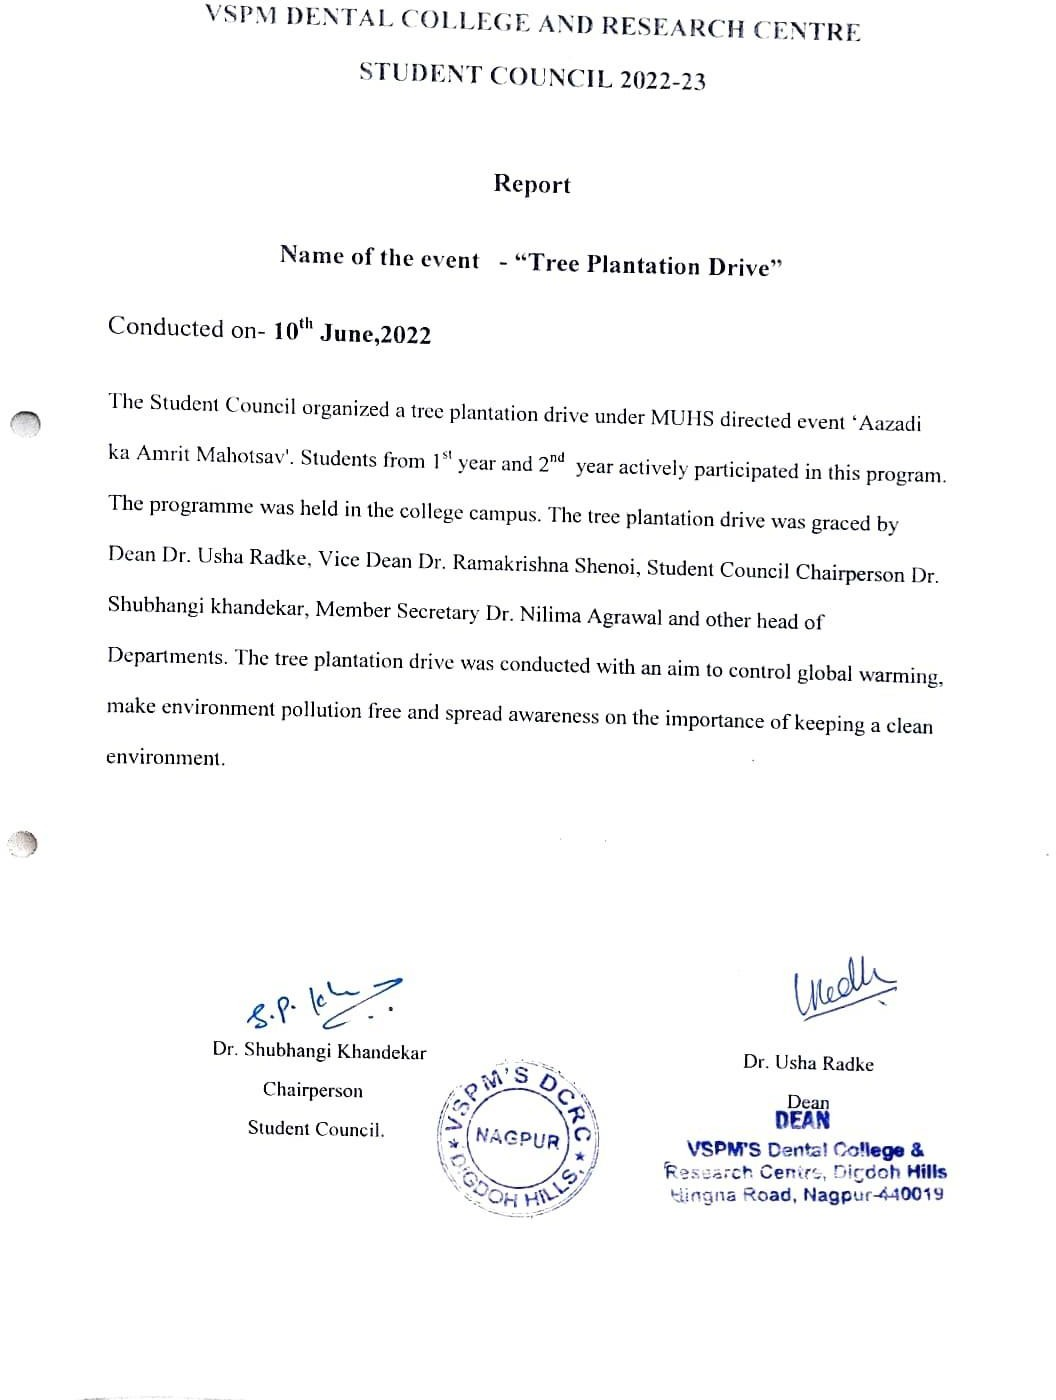 VSPM DENTAL COLLEGE AND RESEARCH CENTRE
STUDENT COUNCIL 2022-23
Report
Name of the event - “Tree Plantation Drive”
Conducted on- 10th June,2022
The Student Council organized a tree plantation drive under MUHS directed event ‘Aazadi
ka Amrit Mahotsav'. Students from 1st year and 2nd year actively participated in this program.
The programme was held in the college campus. The tree plantation drive was graced by
Dean Dr. Usha Radke, Vice Dean Dr. Ramakrishna Shenoi, Student Council Chairperson Dr.
Shubhangi khandekar, Member Secretary Dr. Nilima Agrawal and other head of
Departments. The tree plantation drive was conducted with an aim to control global warming,
make environment pollution free and spread awareness on the importance of keeping a clean
environment.
S.P.
Dr. Shubhangi Khandekar
Chairperson
Student Council.
VSPM'S DCRC
NAGPUR
DIGDOH HILLS,
Dr. Usha Radke
Dean
DEAN
VSPM'S Dental College &
Research Centre, Digdoh Hills
Hingna Road, Nagpur-440019